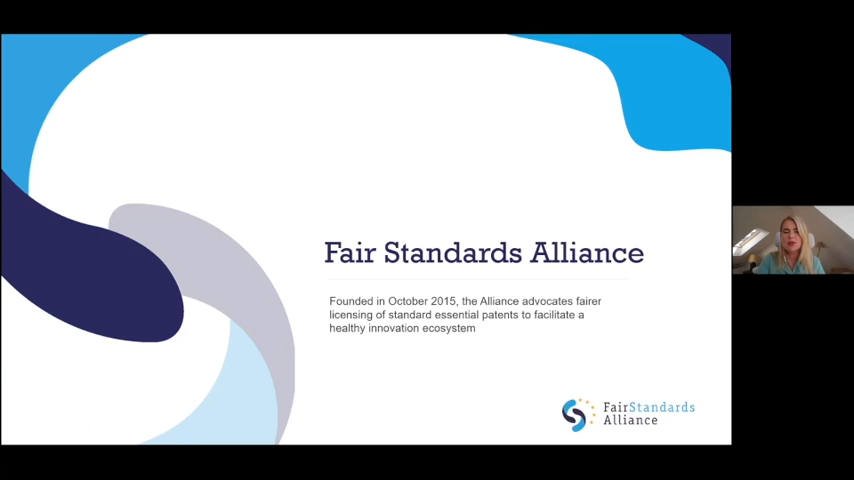 Fair Standards Alliance
Founded in October 2015, the Alliance advocates fairer
licensing of standard essential patents to facilitate a
healthy innovation ecosystem
FairStandards
Alliance